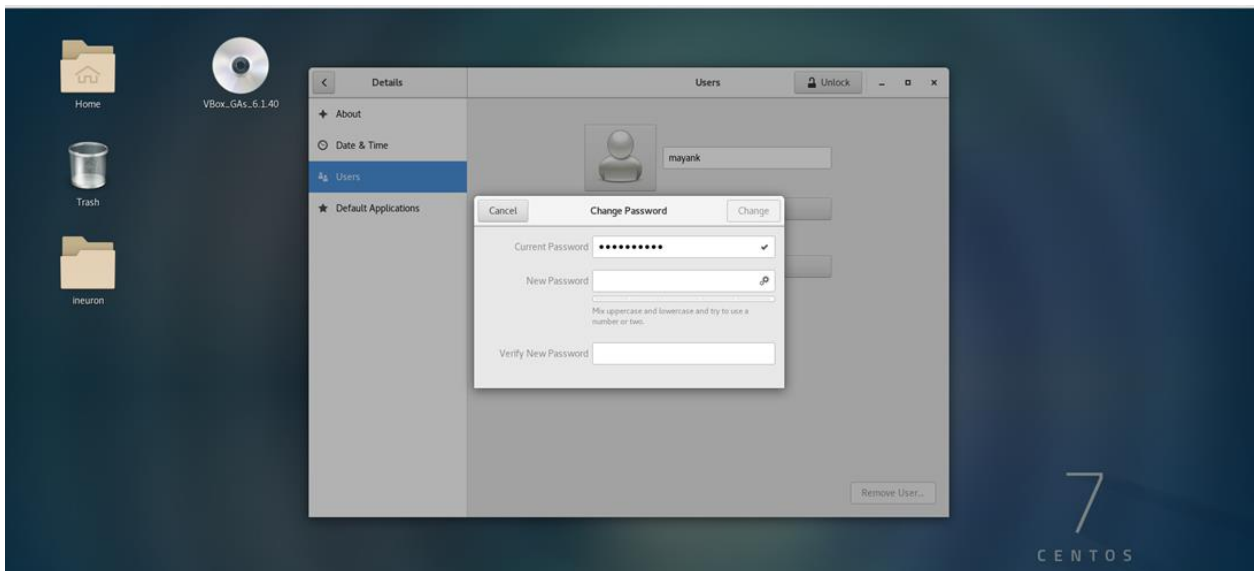 Home
VBox_GAs_6.1.40
Trash
ineuron
Details
Users
Unlock
About
Date & Time
Users
Default Applications
mayank
Cancel
Change Password
Change
Current Password
New Password
Mix uppercase and lowercase and try to use a
number or two.
Verify New Password
Remove User...
7
CENTOS